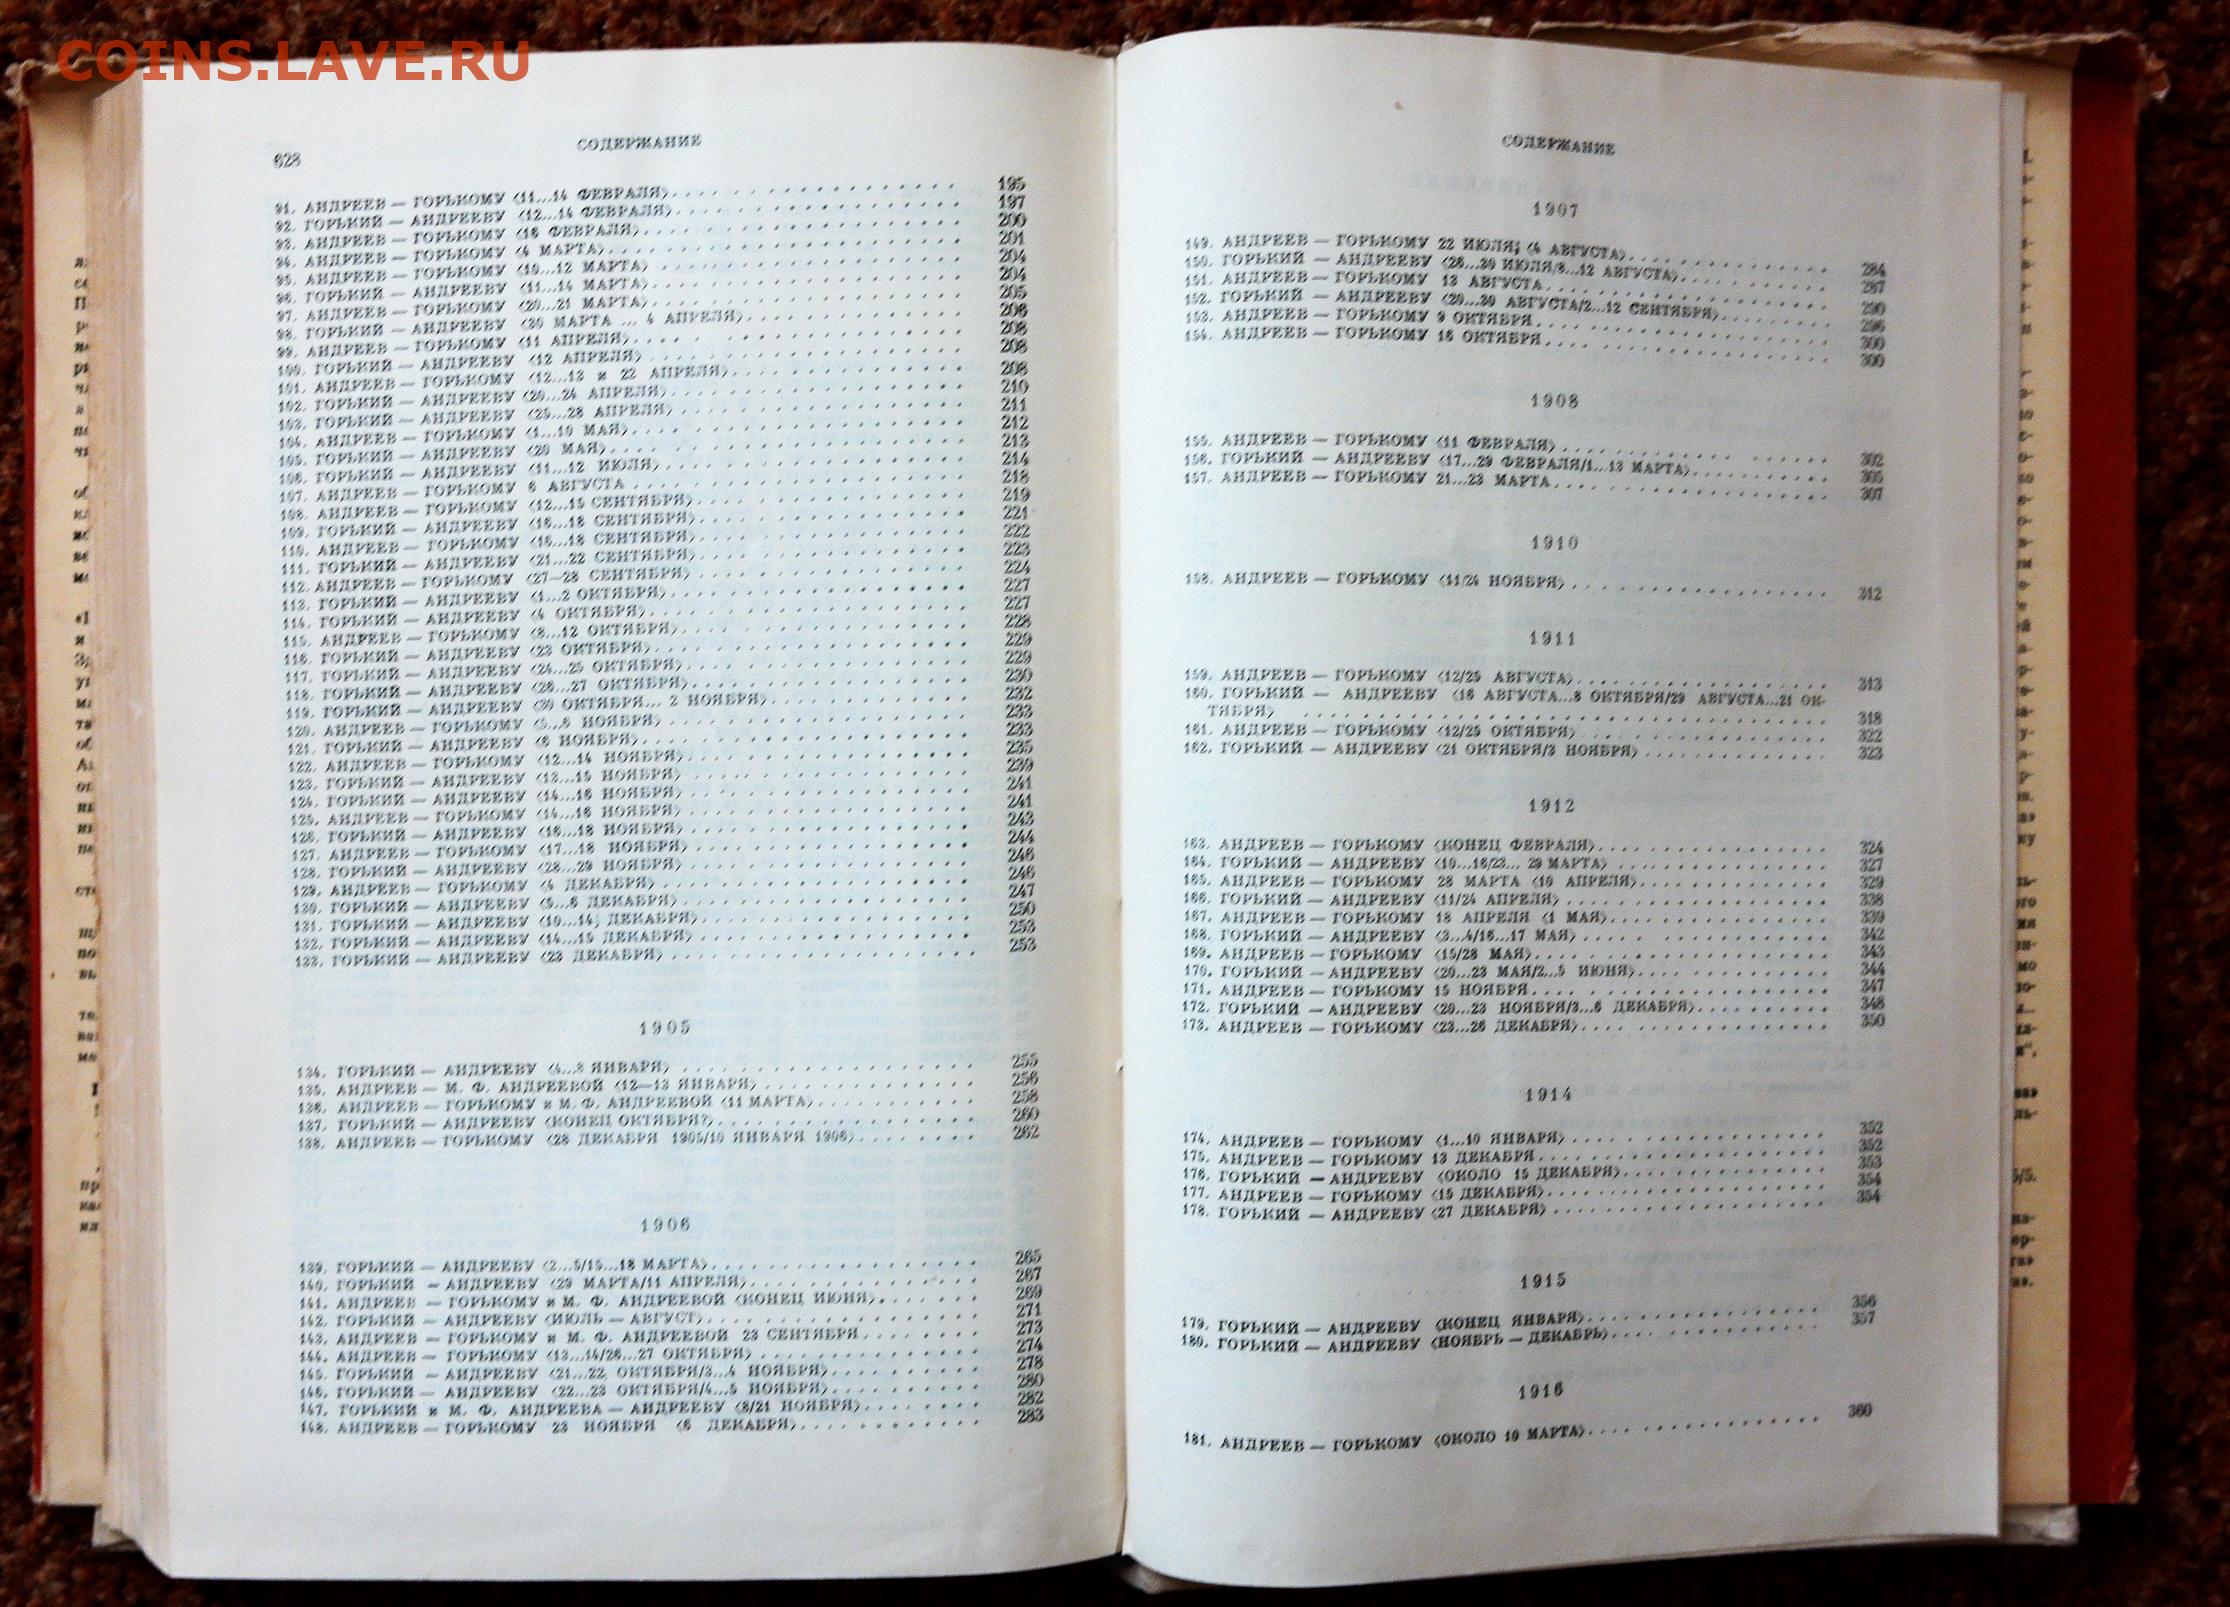 COINS.LAVE.RU
628
СОДЕРЖАНИЕ
91. АНДРЕЕВ — ГОРЬКОМУ ‹11...14 ФЕВРАЛЯ› 195
92. ГОРЬКИЙ — АНДРЕЕВУ ‹12...14 ФЕВРАЛЯ› 197
93. АНДРЕЕВ — ГОРЬКОМУ ‹16 ФЕВРАЛЯ› 200
94. АНДРЕЕВ — ГОРЬКОМУ ‹4 МАРТА› 201
95. АНДРЕЕВ — ГОРЬКОМУ ‹10...12 МАРТА› 204
96. ГОРЬКИЙ — АНДРЕЕВУ ‹11...14 МАРТА› 204
97. АНДРЕЕВ — ГОРЬКОМУ ‹20...21 МАРТА› 205
98. ГОРЬКИЙ — АНДРЕЕВУ ‹30 МАРТА ... 4 АПРЕЛЯ› 206
99. АНДРЕЕВ — ГОРЬКОМУ ‹11 АПРЕЛЯ› 208
100. ГОРЬКИЙ — АНДРЕЕВУ ‹12 АПРЕЛЯ› 208
101. АНДРЕЕВ — ГОРЬКОМУ ‹12...13 и 22 АПРЕЛЯ› 208
102. ГОРЬКИЙ — АНДРЕЕВУ ‹20...24 АПРЕЛЯ› 210
103. ГОРЬКИЙ — АНДРЕЕВУ ‹25...28 АПРЕЛЯ› 211
104. АНДРЕЕВ — ГОРЬКОМУ ‹1...10 МАЯ› 212
105. ГОРЬКИЙ — АНДРЕЕВУ ‹20 МАЯ› 213
106. ГОРЬКИЙ — АНДРЕЕВУ ‹11...12 ИЮЛЯ› 214
107. АНДРЕЕВ — ГОРЬКОМУ 6 АВГУСТА 218
108. АНДРЕЕВ — ГОРЬКОМУ ‹12...15 СЕНТЯБРЯ› 219
109. ГОРЬКИЙ — АНДРЕЕВУ ‹16...18 СЕНТЯБРЯ› 221
110. АНДРЕЕВ — ГОРЬКОМУ ‹16...18 СЕНТЯБРЯ› 222
111. ГОРЬКИЙ — АНДРЕЕВУ ‹21...22 СЕНТЯБРЯ› 223
112. АНДРЕЕВ — ГОРЬКОМУ ‹27—28 СЕНТЯБРЯ› 224
113. ГОРЬКИЙ — АНДРЕЕВУ ‹1...2 ОКТЯБРЯ› 227
114. ГОРЬКИЙ — АНДРЕЕВУ ‹4 ОКТЯБРЯ› 227
115. АНДРЕЕВ — ГОРЬКОМУ ‹8...12 ОКТЯБРЯ› 228
116. ГОРЬКИЙ — АНДРЕЕВУ ‹23 ОКТЯБРЯ› 229
117. ГОРЬКИЙ — АНДРЕЕВУ ‹24...25 ОКТЯБРЯ› 229
118. ГОРЬКИЙ — АНДРЕЕВУ ‹26...27 ОКТЯБРЯ› 230
119. ГОРЬКИЙ — АНДРЕЕВУ ‹30 ОКТЯБРЯ... 2 НОЯБРЯ› 232
120. АНДРЕЕВ — ГОРЬКОМУ ‹5...8 НОЯБРЯ› 233
121. ГОРЬКИЙ — АНДРЕЕВУ ‹6 НОЯБРЯ› 233
122. АНДРЕЕВ — ГОРЬКОМУ ‹12...14 НОЯБРЯ› 235
123. ГОРЬКИЙ — АНДРЕЕВУ ‹13...15 НОЯБРЯ› 239
124. ГОРЬКИЙ — АНДРЕЕВУ ‹14...16 НОЯБРЯ› 241
125. АНДРЕЕВ — ГОРЬКОМУ ‹14...16 НОЯБРЯ› 241
126. ГОРЬКИЙ — АНДРЕЕВУ ‹16...18 НОЯБРЯ› 243
127. АНДРЕЕВ — ГОРЬКОМУ ‹17...18 НОЯБРЯ› 244
128. ГОРЬКИЙ — АНДРЕЕВУ ‹28...29 НОЯБРЯ› 246
129. АНДРЕЕВ — ГОРЬКОМУ ‹4 ДЕКАБРЯ› 246
130. ГОРЬКИЙ — АНДРЕЕВУ ‹5...6 ДЕКАБРЯ› 247
131. ГОРЬКИЙ — АНДРЕЕВУ ‹10...14 ДЕКАБРЯ› 250
132. ГОРЬКИЙ — АНДРЕЕВУ ‹14...15 ДЕКАБРЯ› 253
133. ГОРЬКИЙ — АНДРЕЕВУ ‹23 ДЕКАБРЯ› 253
1905
134. ГОРЬКИЙ — АНДРЕЕВУ ‹4...8 ЯНВАРЯ› 255
135. АНДРЕЕВ — М. Ф. АНДРЕЕВОЙ ‹12—13 ЯНВАРЯ› 256
136. АНДРЕЕВ — ГОРЬКОМУ и М. Ф. АНДРЕЕВОЙ ‹11 МАРТА› 258
137. ГОРЬКИЙ — АНДРЕЕВУ ‹КОНЕЦ ОКТЯБРЯ?› 260
138. АНДРЕЕВ — ГОРЬКОМУ ‹28 ДЕКАБРЯ 1905/10 ЯНВАРЯ 1906› 262
1906
139. ГОРЬКИЙ — АНДРЕЕВУ ‹2...5/15...18 МАРТА› 265
140. ГОРЬКИЙ — АНДРЕЕВУ ‹29 МАРТА/11 АПРЕЛЯ› 267
141. АНДРЕЕВ — ГОРЬКОМУ и М. Ф. АНДРЕЕВОЙ ‹КОНЕЦ ИЮНЯ› 269
142. ГОРЬКИЙ — АНДРЕЕВУ ‹ИЮЛЬ — АВГУСТ› 271
143. АНДРЕЕВ — ГОРЬКОМУ и М. Ф. АНДРЕЕВОЙ 23 СЕНТЯБРЯ 273
144. АНДРЕЕВ — ГОРЬКОМУ ‹13...14/26...27 ОКТЯБРЯ› 274
145. ГОРЬКИЙ — АНДРЕЕВУ ‹21...22 ОКТЯБРЯ/3...4 НОЯБРЯ› 278
146. ГОРЬКИЙ — АНДРЕЕВУ ‹22...23 ОКТЯБРЯ/4...5 НОЯБРЯ› 280
147. ГОРЬКИЙ и М. Ф. АНДРЕЕВА — АНДРЕЕВУ ‹8/21 НОЯБРЯ› 282
148. АНДРЕЕВ — ГОРЬКОМУ 23 НОЯБРЯ ‹6 ДЕКАБРЯ› 283
СОДЕРЖАНИЕ
1907
149. АНДРЕЕВ — ГОРЬКОМУ 22 ИЮЛЯ; ‹4 АВГУСТА› 284
150. ГОРЬКИЙ — АНДРЕЕВУ ‹26...30 ИЮЛЯ/8...12 АВГУСТА› 287
151. АНДРЕЕВ — ГОРЬКОМУ 13 АВГУСТА 290
152. ГОРЬКИЙ — АНДРЕЕВУ ‹20...30 АВГУСТА/2...12 СЕНТЯБРЯ› 296
153. АНДРЕЕВ — ГОРЬКОМУ 9 ОКТЯБРЯ 300
154. АНДРЕЕВ — ГОРЬКОМУ 16 ОКТЯБРЯ 300
1908
155. АНДРЕЕВ — ГОРЬКОМУ ‹11 ФЕВРАЛЯ› 302
156. ГОРЬКИЙ — АНДРЕЕВУ ‹17...29 ФЕВРАЛЯ/1...13 МАРТА› 305
157. АНДРЕЕВ — ГОРЬКОМУ 21...23 МАРТА 307
1910
158. АНДРЕЕВ — ГОРЬКОМУ ‹11/24 НОЯБРЯ› 312
1911
159. АНДРЕЕВ — ГОРЬКОМУ ‹12/25 АВГУСТА› 313
160. ГОРЬКИЙ — АНДРЕЕВУ ‹16 АВГУСТА...8 ОКТЯБРЯ/29 АВГУСТА...21 ОК-
ТЯБРЯ› 318
161. АНДРЕЕВ — ГОРЬКОМУ ‹12/25 ОКТЯБРЯ› 322
162. ГОРЬКИЙ — АНДРЕЕВУ ‹21 ОКТЯБРЯ/3 НОЯБРЯ› 323
1912
163. АНДРЕЕВ — ГОРЬКОМУ ‹КОНЕЦ ФЕВРАЛЯ› 324
164. ГОРЬКИЙ — АНДРЕЕВУ ‹10...16/23... 29 МАРТА› 327
165. АНДРЕЕВ — ГОРЬКОМУ 28 МАРТА ‹10 АПРЕЛЯ› 329
166. ГОРЬКИЙ — АНДРЕЕВУ ‹11/24 АПРЕЛЯ› 338
167. АНДРЕЕВ — ГОРЬКОМУ 18 АПРЕЛЯ ‹1 МАЯ› 339
168. ГОРЬКИЙ — АНДРЕЕВУ ‹3...4/16...17 МАЯ› 342
169. АНДРЕЕВ — ГОРЬКОМУ ‹15/28 МАЯ› 343
170. ГОРЬКИЙ — АНДРЕЕВУ ‹20...23 МАЯ/2...5 ИЮНЯ› 344
171. АНДРЕЕВ — ГОРЬКОМУ 15 НОЯБРЯ 347
172. ГОРЬКИЙ — АНДРЕЕВУ ‹20...23 НОЯБРЯ/3...6 ДЕКАБРЯ› 348
173. АНДРЕЕВ — ГОРЬКОМУ ‹23...26 ДЕКАБРЯ› 350
1914
174. АНДРЕЕВ — ГОРЬКОМУ ‹1...10 ЯНВАРЯ› 352
175. АНДРЕЕВ — ГОРЬКОМУ 13 ДЕКАБРЯ 352
176. ГОРЬКИЙ — АНДРЕЕВУ ‹ОКОЛО 15 ДЕКАБРЯ› 353
177. АНДРЕЕВ — ГОРЬКОМУ ‹15 ДЕКАБРЯ› 354
178. ГОРЬКИЙ — АНДРЕЕВУ ‹27 ДЕКАБРЯ› 354
1915
179. ГОРЬКИЙ — АНДРЕЕВУ ‹КОНЕЦ ЯНВАРЯ› 356
180. ГОРЬКИЙ — АНДРЕЕВУ ‹НОЯБРЬ — ДЕКАБРЬ› 357
1916
181. АНДРЕЕВ — ГОРЬКОМУ ‹ОКОЛО 10 МАРТА› 360